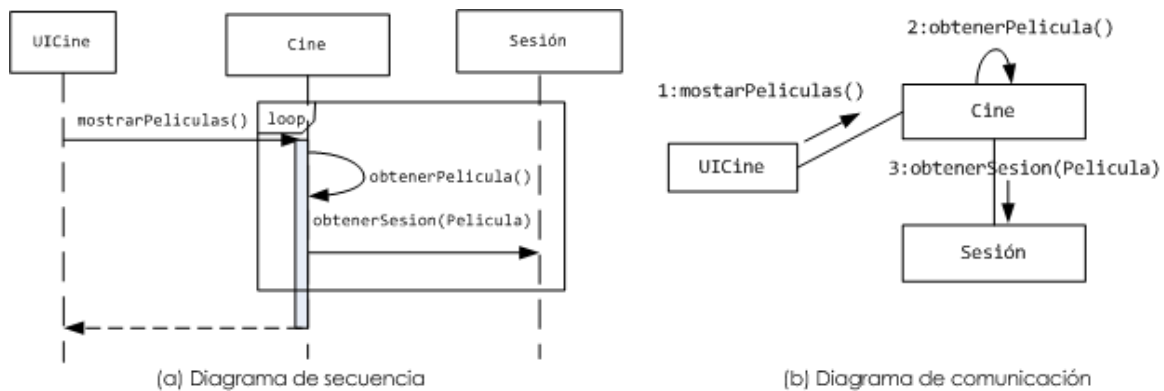 UICine
Cine
Sesión
loop
mostrarPeliculas()
obtenerPelicula()
obtenerSesion(Pelicula)
(a) Diagrama de secuencia
2:obtenerPelicula()
1:mostarPeliculas()
Cine
UICine
3:obtenerSesion(Pelicula)
Sesión
(b) Diagrama de comunicación